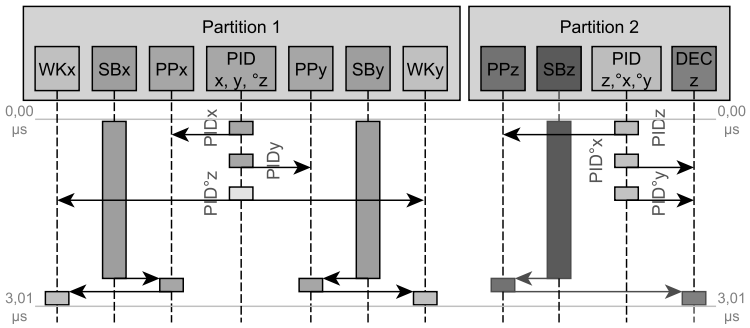 Partition 1
Partition 2
WKx
SBx
PPx
PID
x, y, °z
PPy
SBy
WKy
PPz
SBz
PID
z,°x,°y
DEC
z
0,00
µs
0,00
µs
PIDx
PIDy
PID°z
PIDz
PID°x
PID°y
3,01
µs
3,01
µs